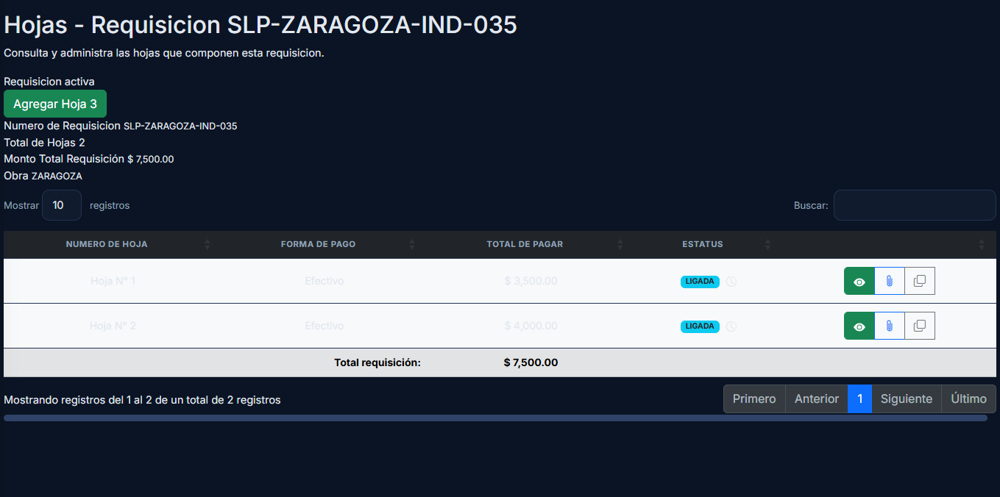 Hojas - Requisicion SLP-ZARAGOZA-IND-035
Consulta y administra las hojas que componen esta requisicion.
Requisicion activa
Agregar Hoja 3
Numero de Requisicion SLP-ZARAGOZA-IND-035
Total de Hojas 2
Monto Total Requisición $ 7,500.00
Obra ZARAGOZA
Mostrar 10 registros Buscar:
NUMERO DE HOJA FORMA DE PAGO TOTAL DE PAGAR ESTATUS
Hoja N° 1 Efectivo $ 3,500.00 LIGADA
Hoja N° 2 Efectivo $ 4,000.00 LIGADA
Total requisición: $ 7,500.00
Mostrando registros del 1 al 2 de un total de 2 registros Primero Anterior 1 Siguiente Último